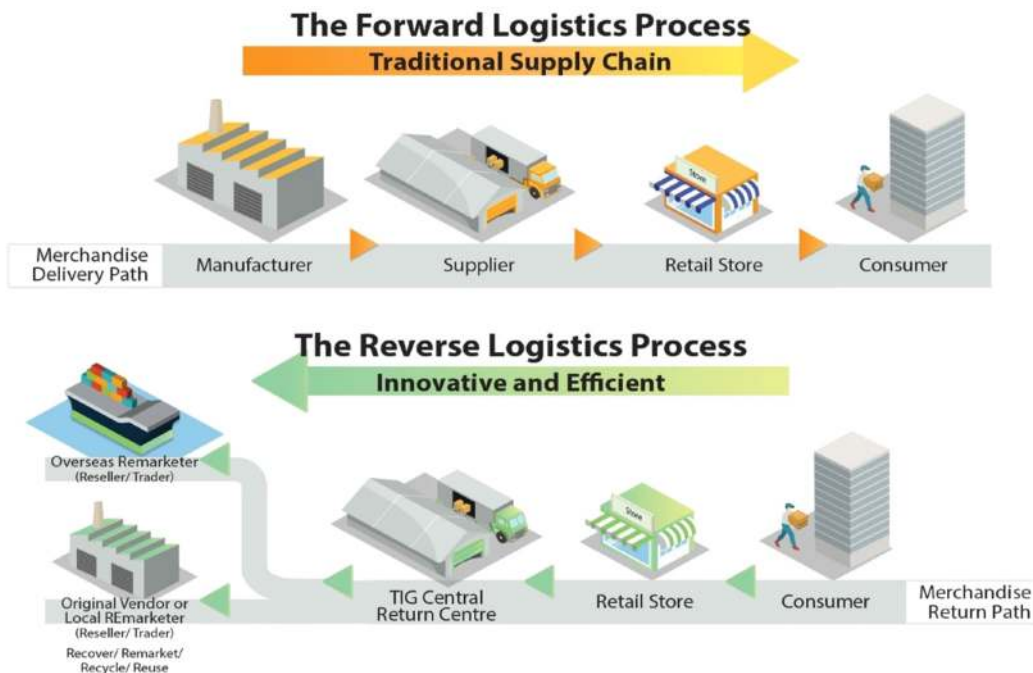 The Forward Logistics Process
Traditional Supply Chain
Store
Merchandise
Delivery Path
Manufacturer
Supplier
Retail Store
Consumer
The Reverse Logistics Process
Innovative and Efficient
Overseas Remarketer
(Reseller/ Trader)
Store
Original Vendor or
Local REmarketer
(Reseller/ Trader)
Recover/ Remarket/
Recycle/ Reuse
TIG Central
Return Centre
Retail Store
Consumer
Merchandise
Return Path